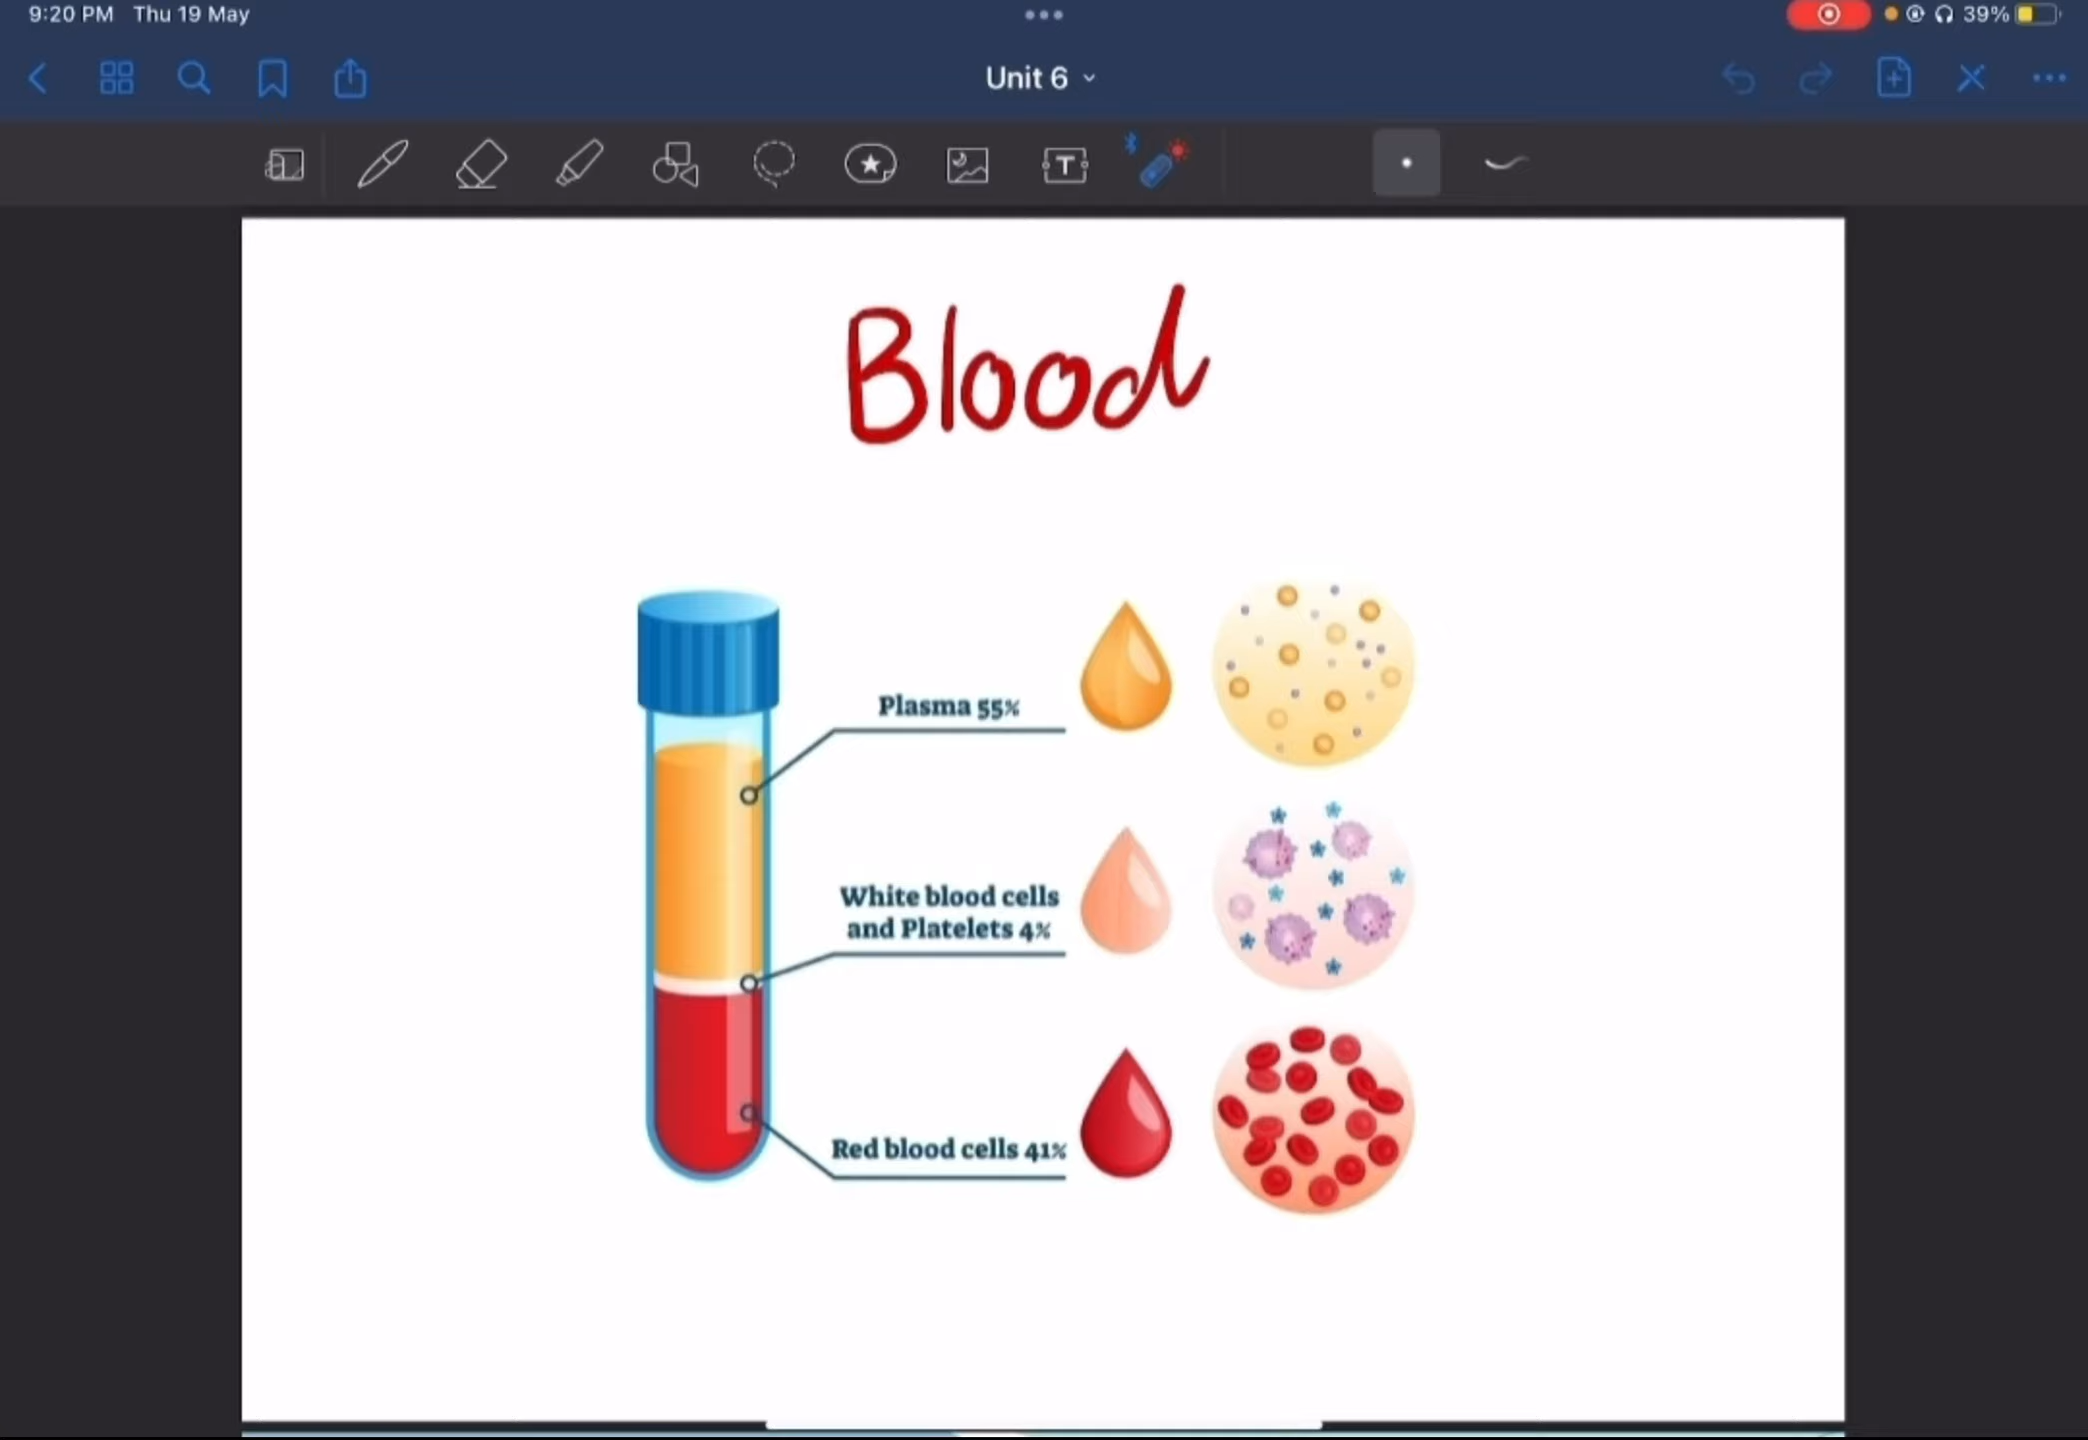 9:20 PM Thu 19 May
39%
Unit 6
T
Blood
Plasma 55%
White blood cells
and Platelets 4%
Red blood cells 41%